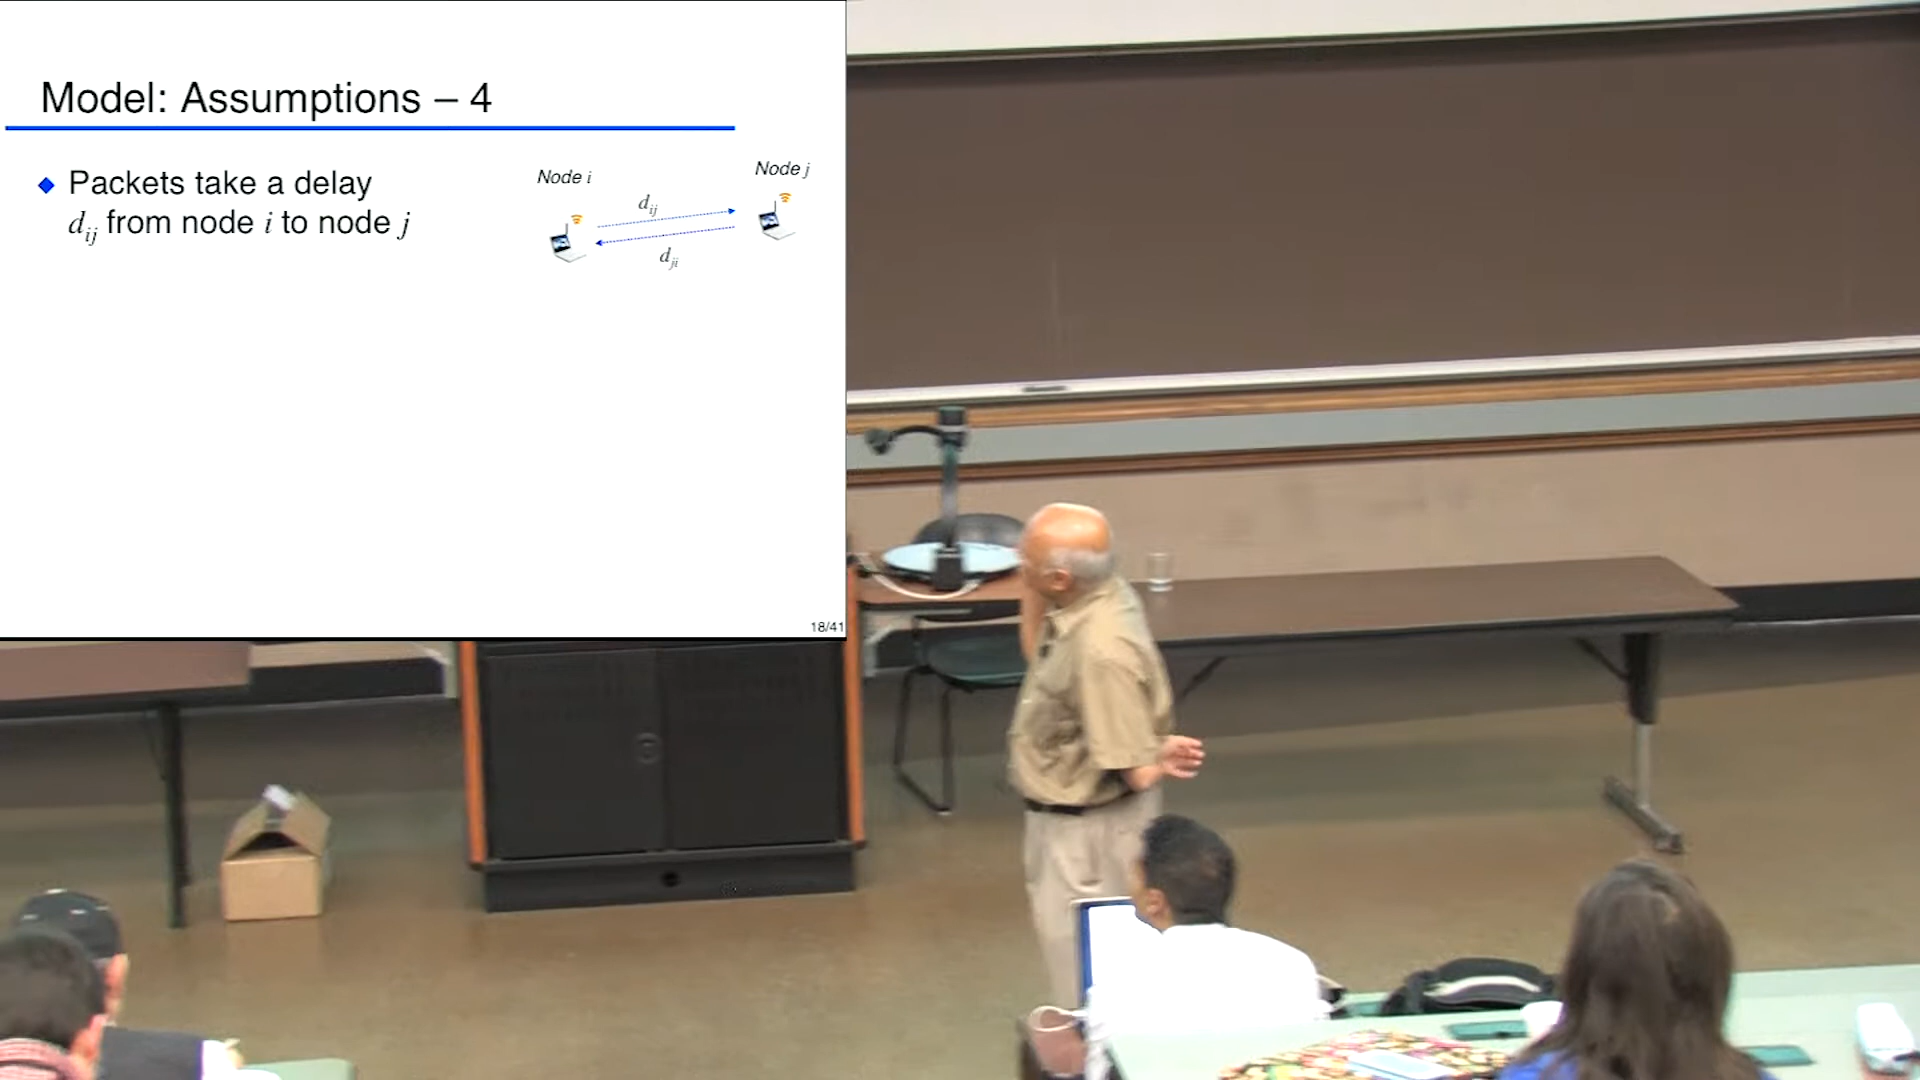 Model: Assumptions – 4
Packets take a delay
d_ij from node i to node j
Node i
Node j
d_ij
d_ji
18/41